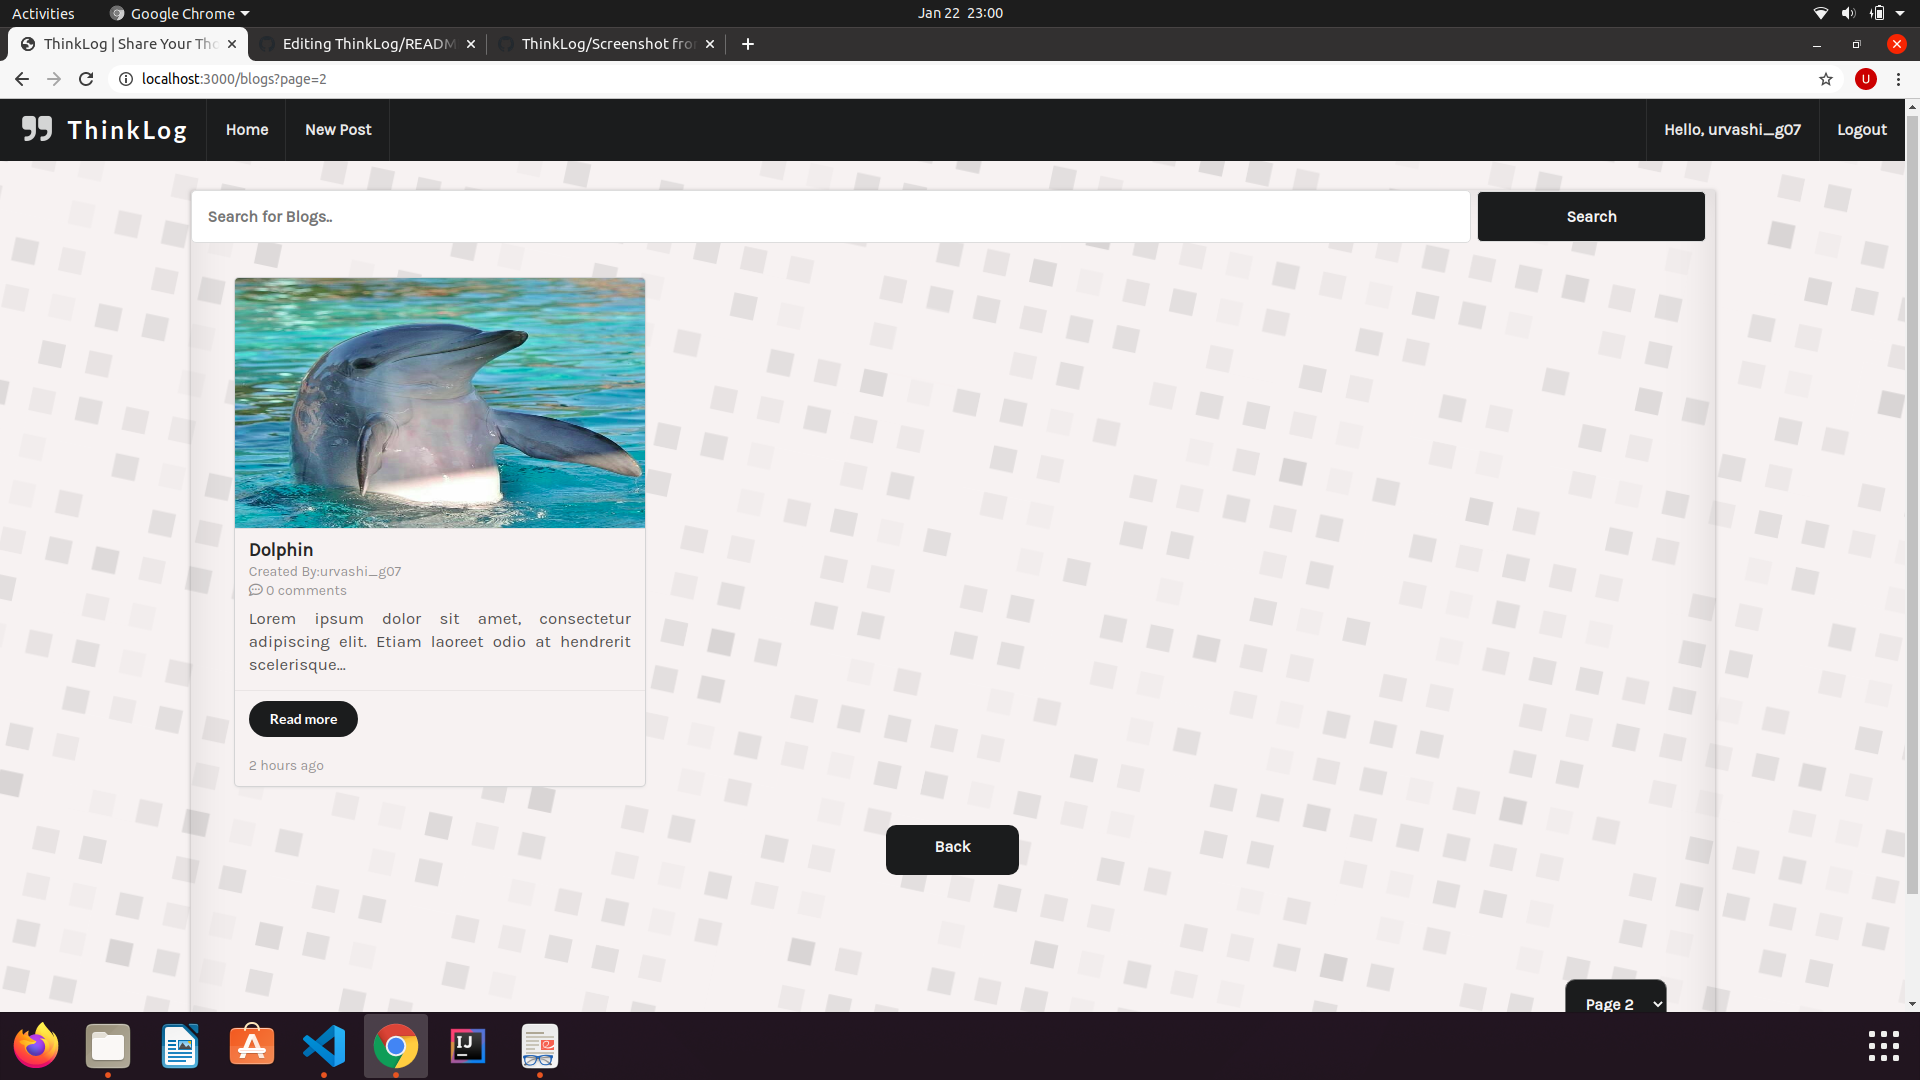 Activities
Google Chrome
Jan 22 23:00
ThinkLog | Share Your Tho
Editing ThinkLog/READM
ThinkLog/Screenshot fro
localhost:3000/blogs?page=2
U
ThinkLog
Home
New Post
Hello, urvashi_g07
Logout
Search for Blogs..
Search
Dolphin
Created By:urvashi_g07
0 comments
Lorem ipsum dolor sit amet, consectetur
adipiscing elit. Etiam laoreet odio at hendrerit
scelerisque...
Read more
2 hours ago
Back
Page 2
IJ